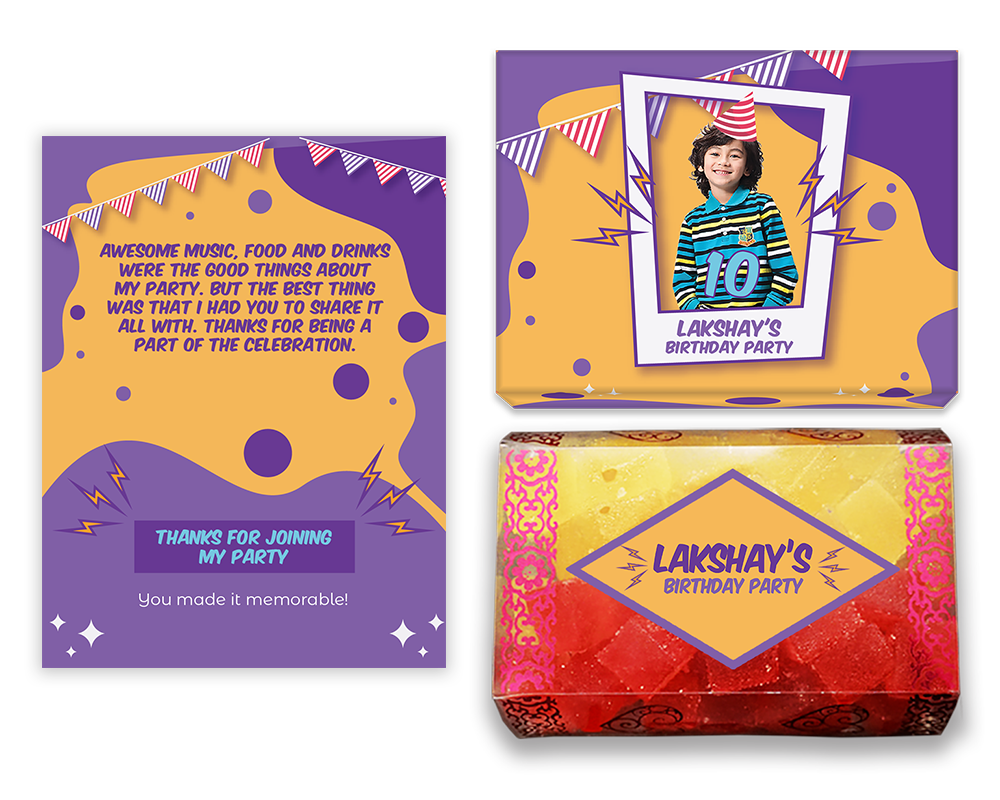 AWESOME MUSIC, FOOD AND DRINKS
WERE THE GOOD THINGS ABOUT
MY PARTY. BUT THE BEST THING
WAS THAT I HAD YOU TO SHARE IT
ALL WITH. THANKS FOR BEING A
PART OF THE CELEBRATION.
THANKS FOR JOINING
MY PARTY
You made it memorable!
10
LAKSHAY'S
BIRTHDAY PARTY
LAKSHAY'S
BIRTHDAY PARTY